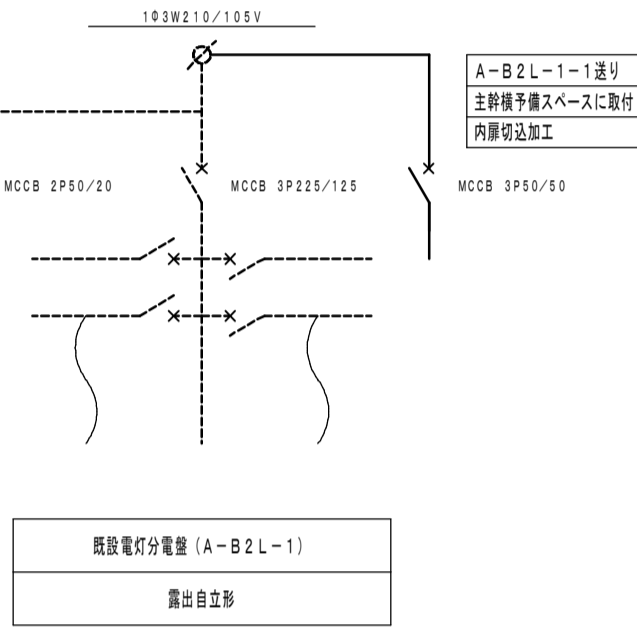 1Φ3W210/105V
A−B2L−1−1送り
主幹横予備スペースに取付
内扉切込加工
MCCB 2P50/20
MCCB 3P225/125
MCCB 3P50/50
既設電灯分電盤（A−B2L−1）
露出自立形